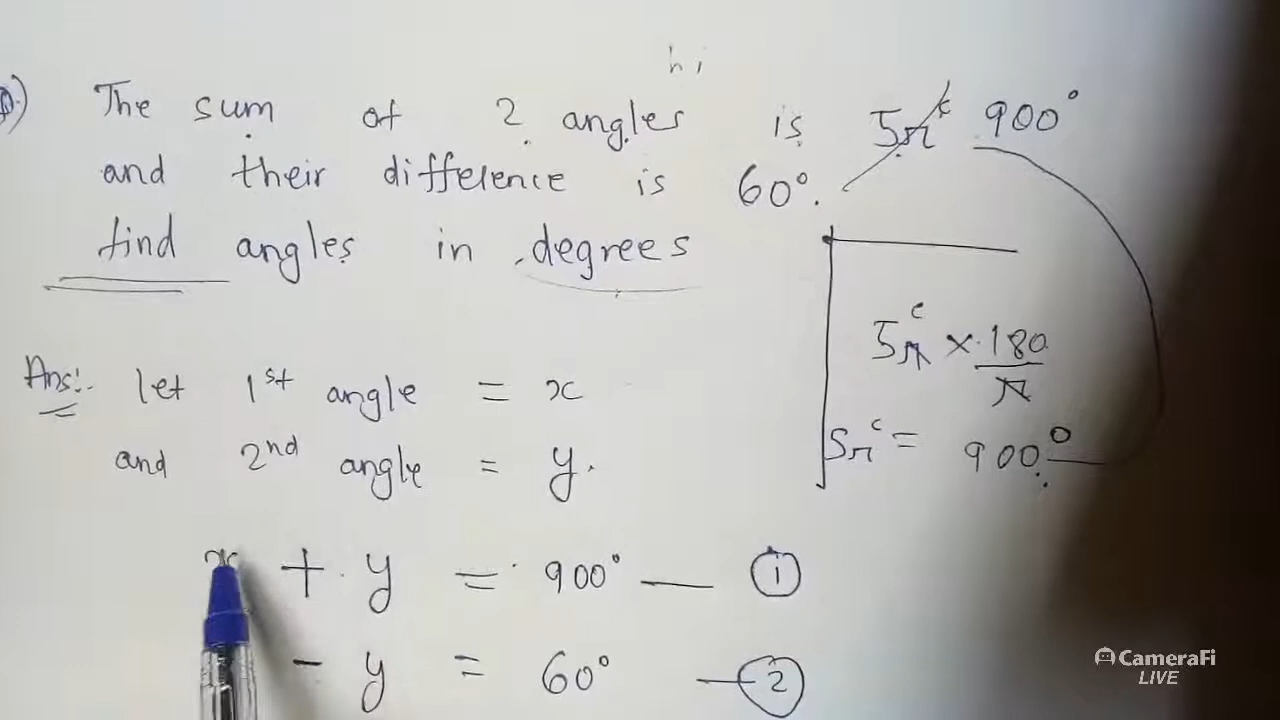 hi
The sum of 2 angles is 5π 900°
and their difference is 60°.
find angles in degrees
5π^c × 180/π
5π^c = 900°
Ans:- let 1st angle = x
and 2nd angle = y.
x + y = 900° — ①
- y = 60° — ②
CameraFi
LIVE